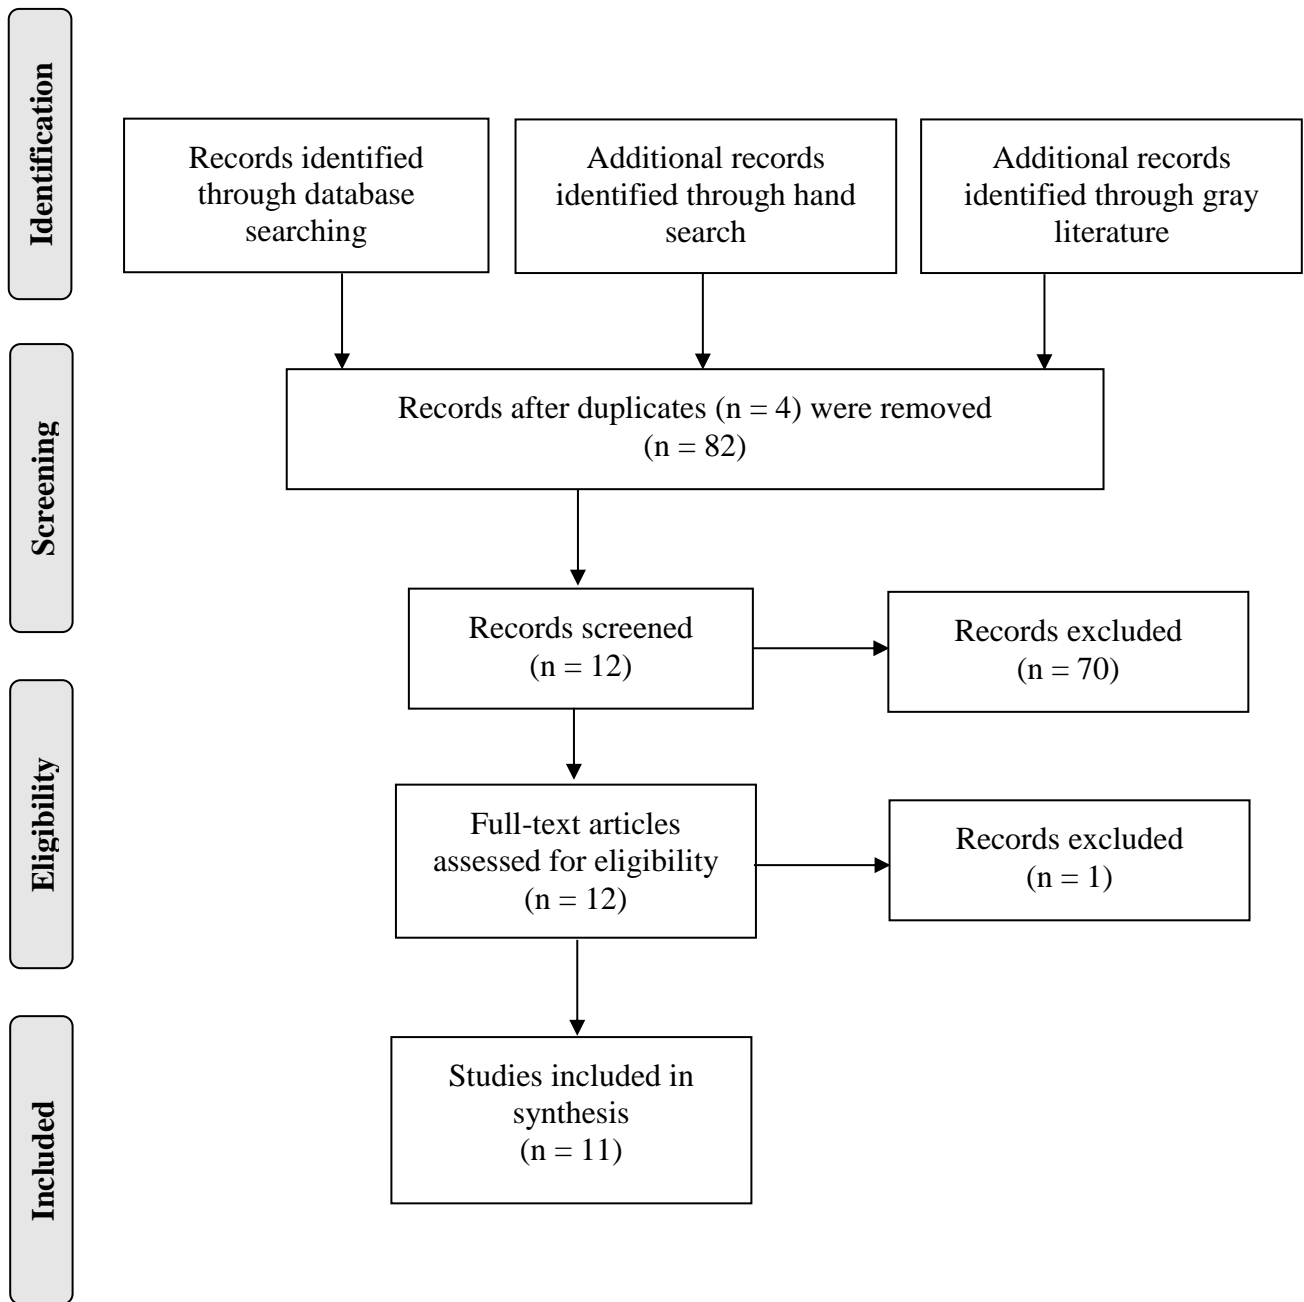 Identification
Records identified
through database
searching
Additional records
identified through hand
search
Additional records
identified through gray
literature
Screening
Records after duplicates (n = 4) were removed
(n = 82)
Records screened
(n = 12)
Records excluded
(n = 70)
Eligibility
Full-text articles
assessed for eligibility
(n = 12)
Records excluded
(n = 1)
Included
Studies included in
synthesis
(n = 11)